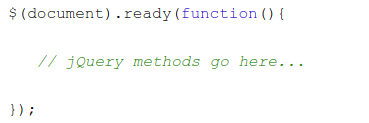 $(document).ready(function(){
// jQuery methods go here...
});